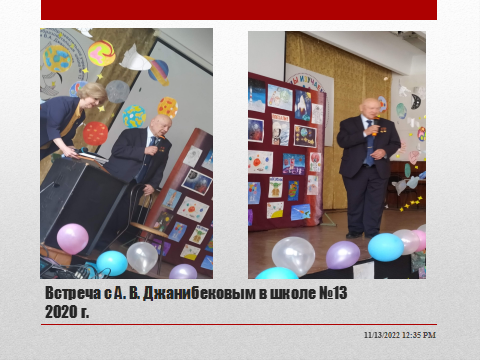 Встреча с А. В. Джанибековым в школе №13
2020 г.
11/13/2022 12:35 PM